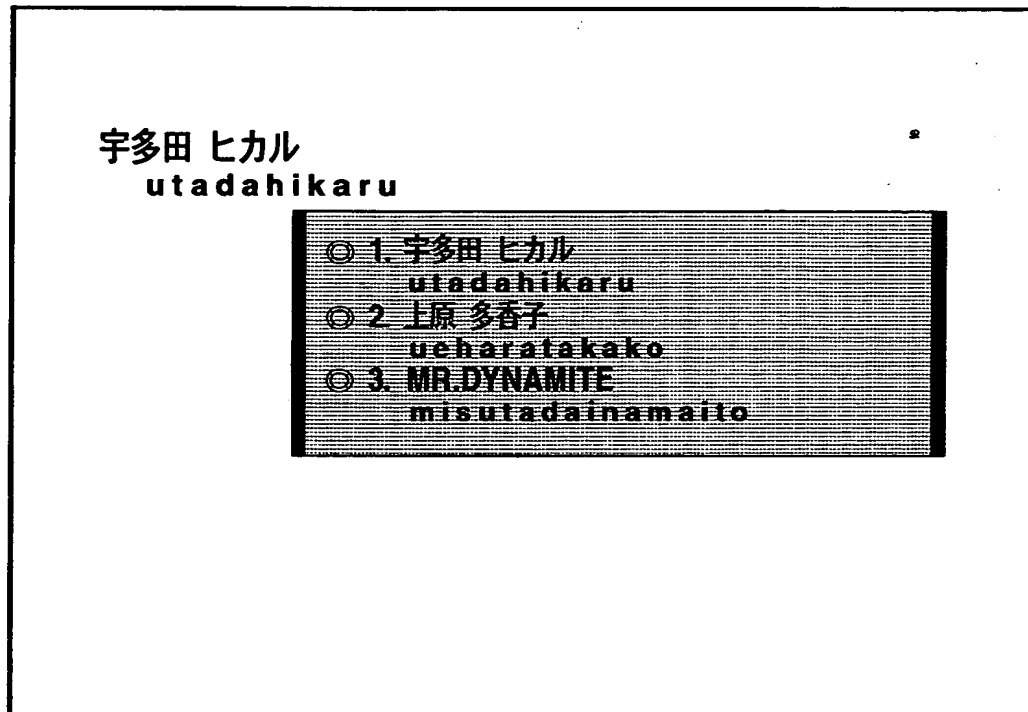 宇多田 ヒカル
utadahikaru
◎ 1. 宇多田 ヒカル
utadahikaru
◎ 2. 上原 多香子
ueharatakako
◎ 3. MR.DYNAMITE
misutadainamaito